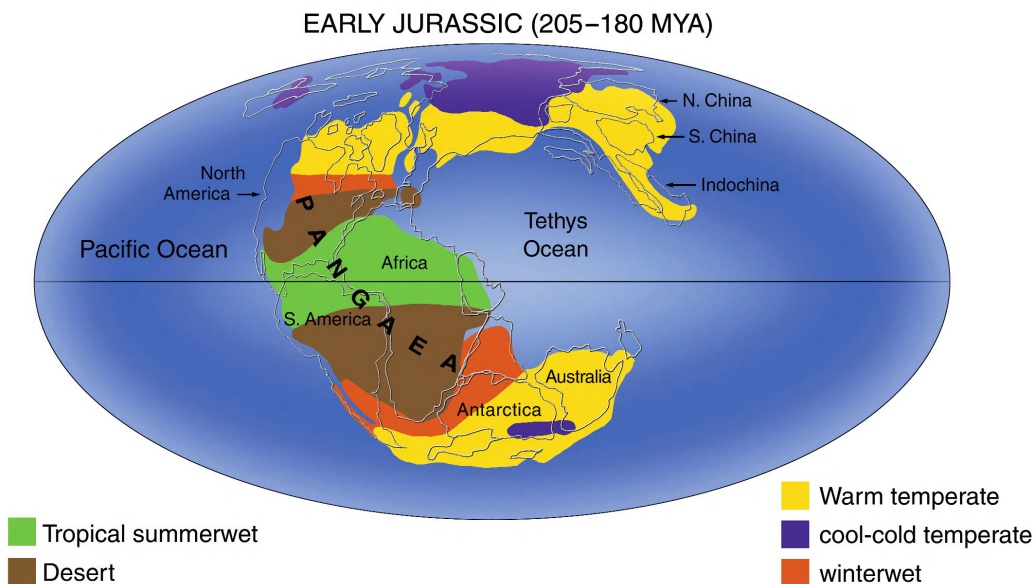 EARLY JURASSIC (205–180 MYA)
N. China
S. China
North
America
Indochina
Pacific Ocean
Tethys
Ocean
PANGAEA
Africa
S. America
Australia
Antarctica
Tropical summerwet
Desert
Warm temperate
cool-cold temperate
winterwet